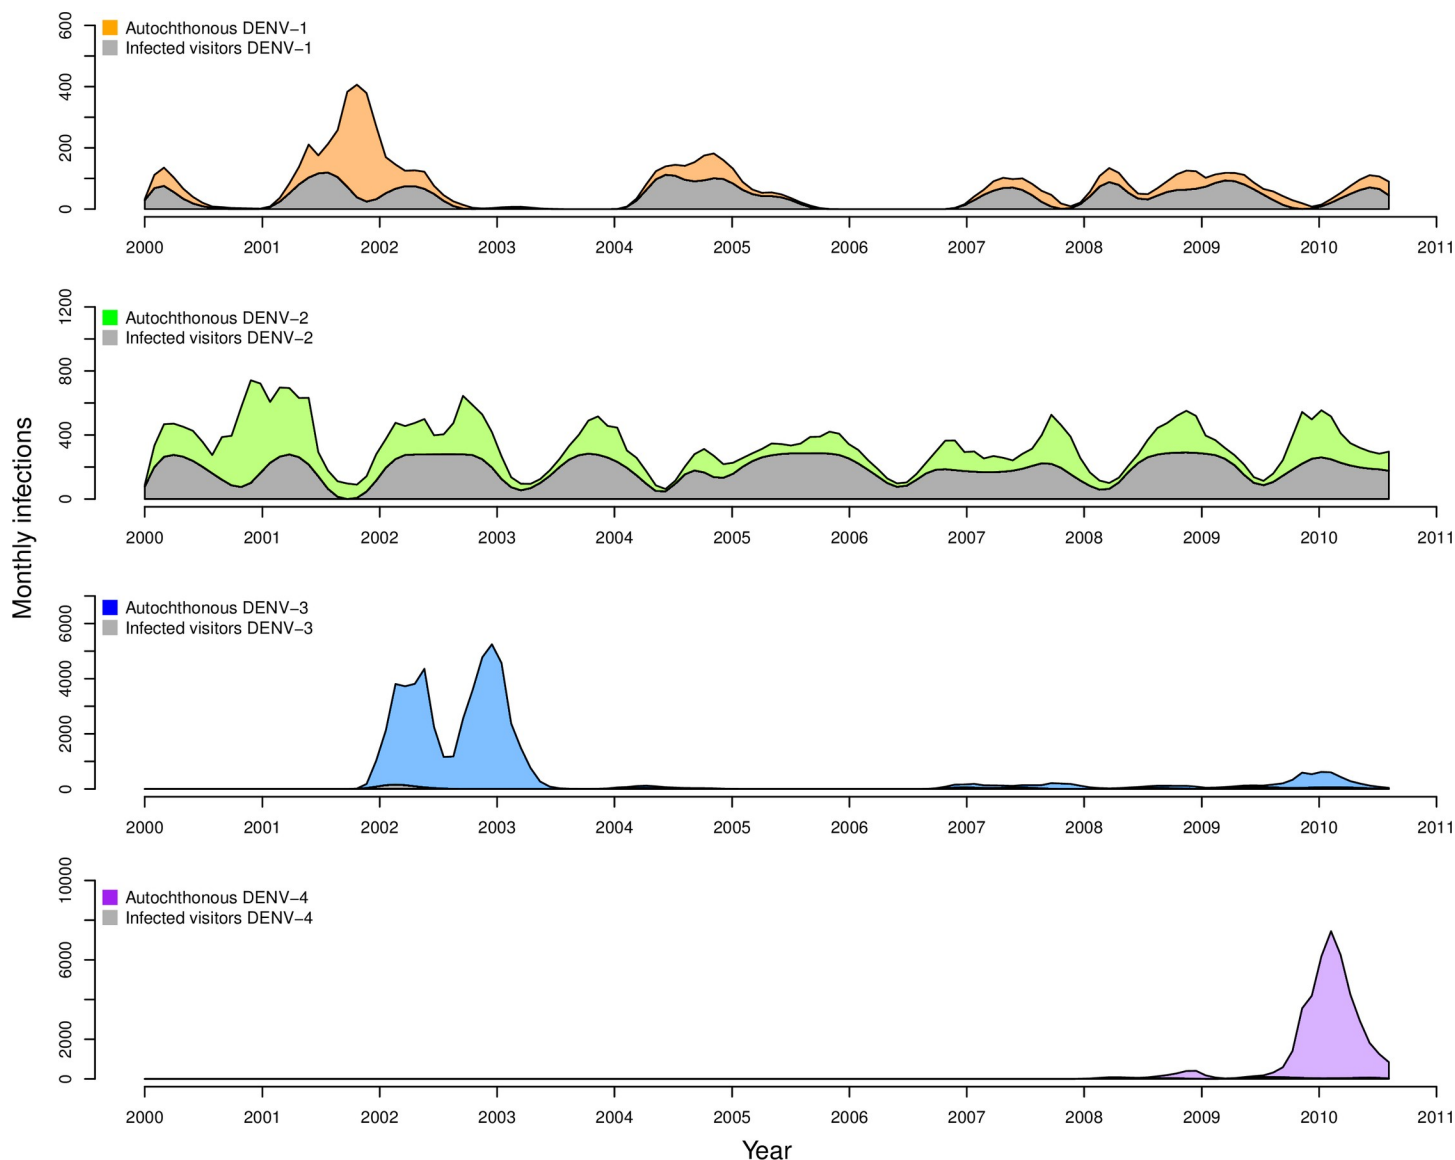 Monthly infections
Autochthonous DENV−1
Infected visitors DENV−1
600
400
200
0
2000 2001 2002 2003 2004 2005 2006 2007 2008 2009 2010 2011
Autochthonous DENV−2
Infected visitors DENV−2
1200
800
400
0
2000 2001 2002 2003 2004 2005 2006 2007 2008 2009 2010 2011
Autochthonous DENV−3
Infected visitors DENV−3
6000
4000
2000
0
2000 2001 2002 2003 2004 2005 2006 2007 2008 2009 2010 2011
Autochthonous DENV−4
Infected visitors DENV−4
10000
6000
2000
0
2000 2001 2002 2003 2004 2005 2006 2007 2008 2009 2010 2011
Year